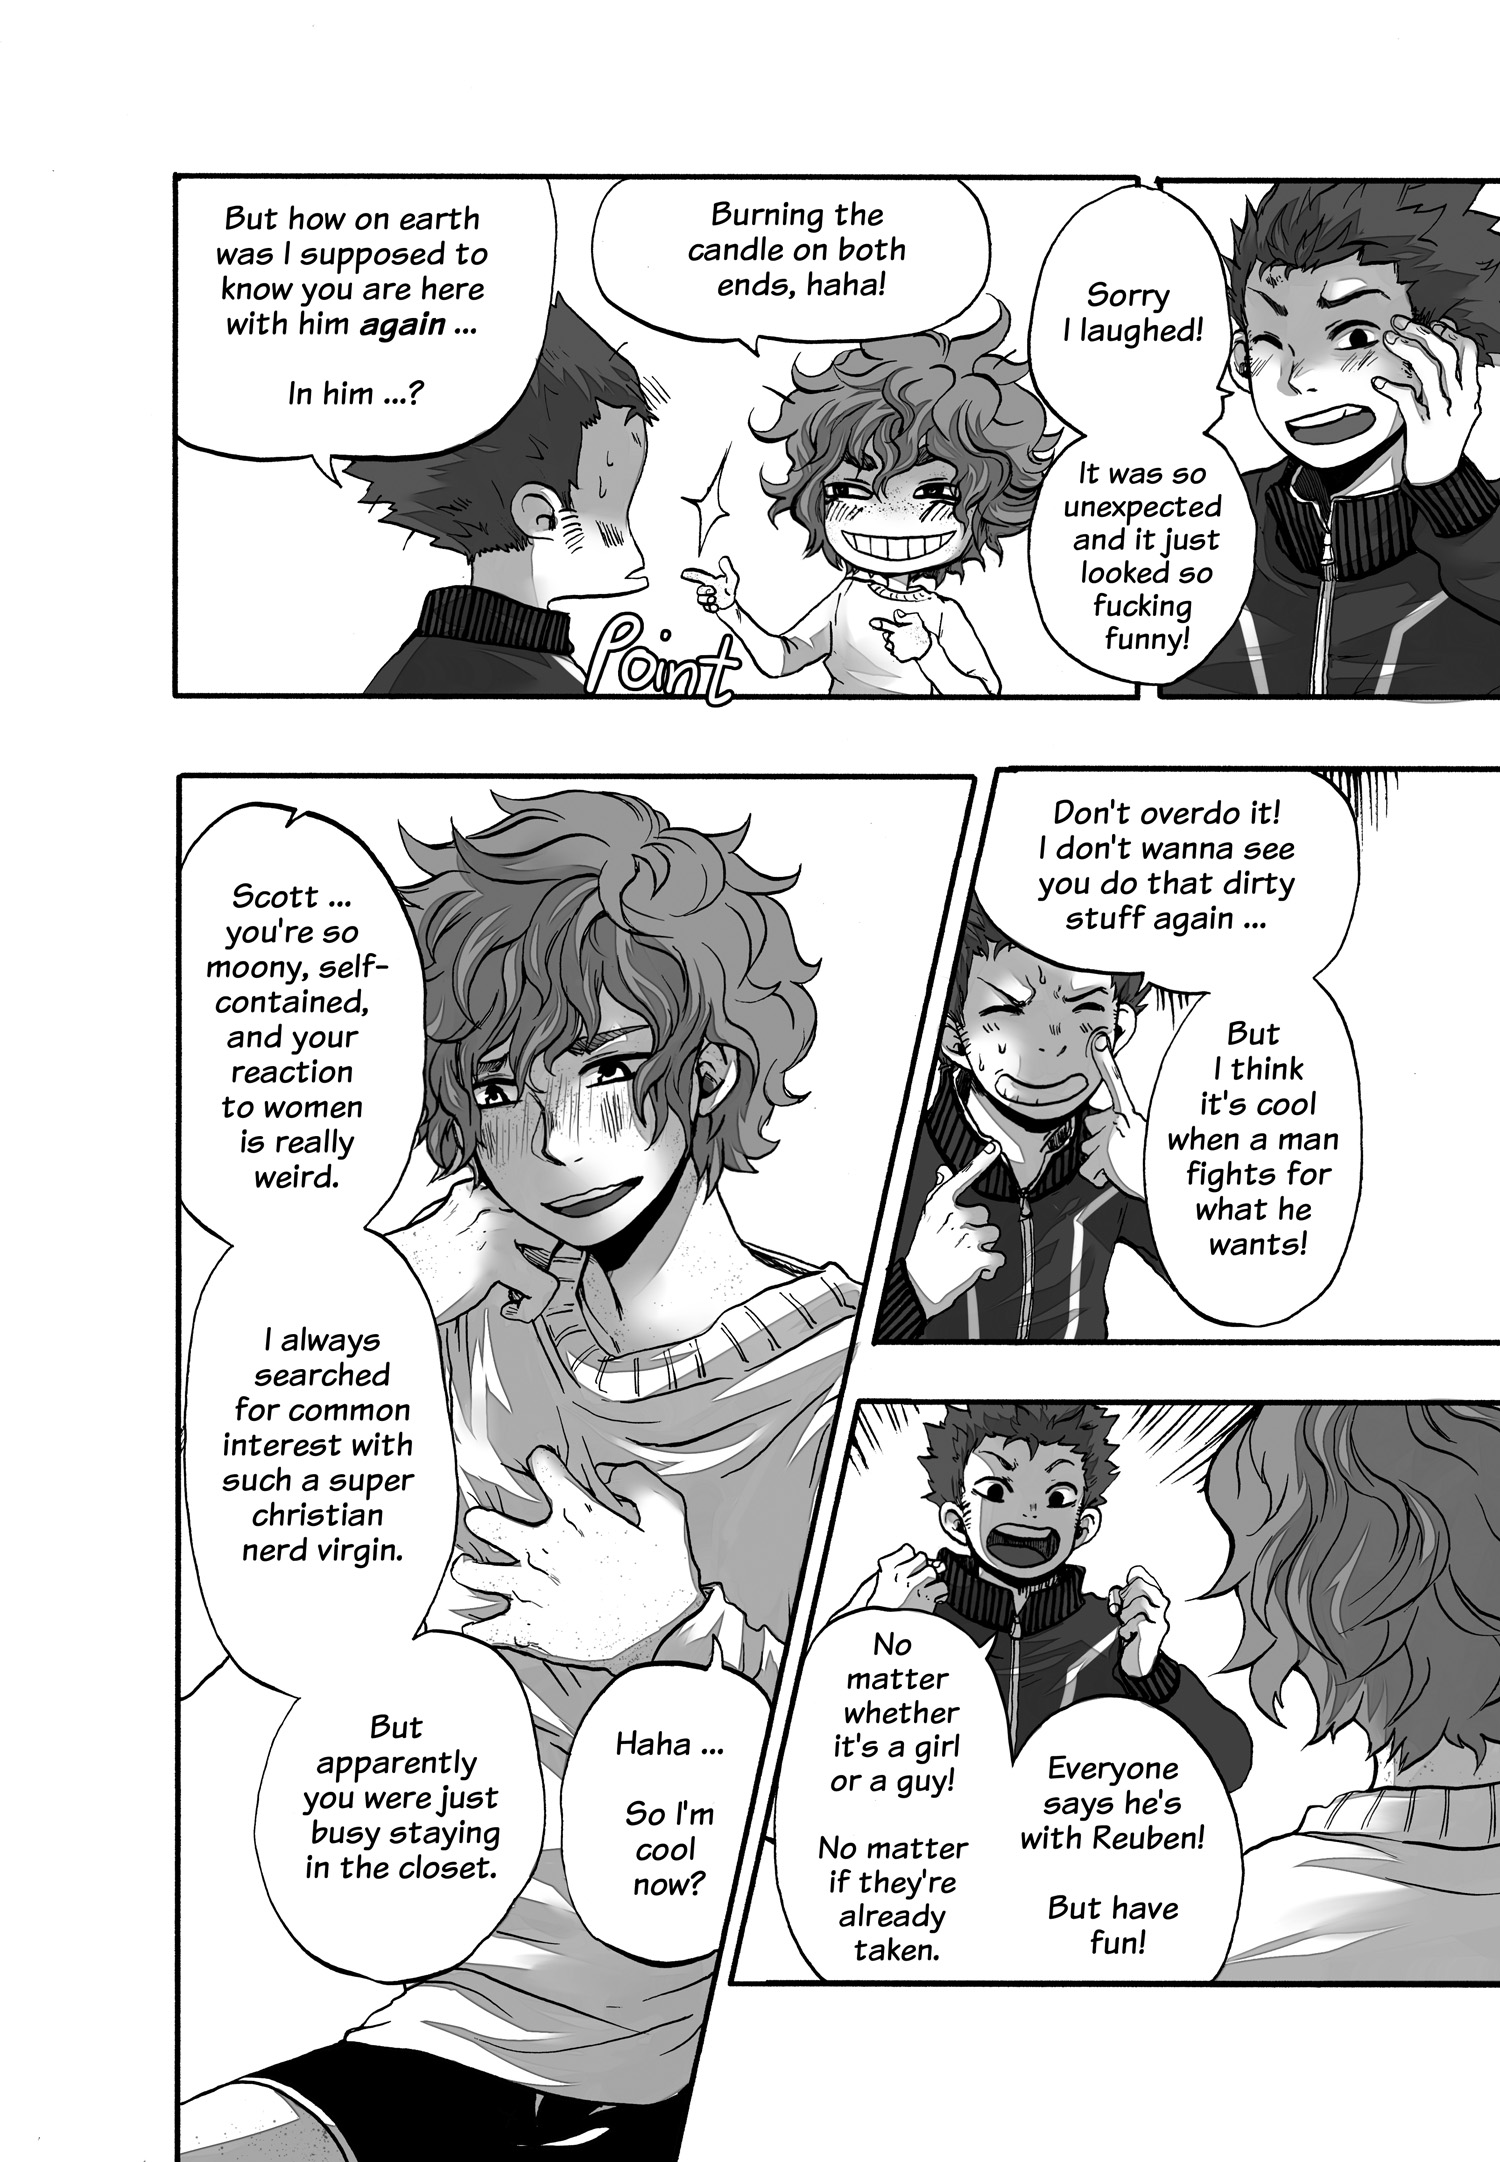 Sorry
I laughed!
It was so
unexpected
and it just
looked so
fucking
funny!
Burning the
candle on both
ends, haha!
But how on earth
was I supposed to
know you are here
with him again ...
In him ...?
Point
Don't overdo it!
I don't wanna see
you do that dirty
stuff again ...
But
I think
it's cool
when a man
fights for
what he
wants!
No
matter
whether
it's a girl
or a guy!
No matter
if they're
already
taken.
Everyone
says he's
with Reuben!
But have
fun!
Haha ...
So I'm
cool
now?
Scott ...
you're so
moony, self-
contained,
and your
reaction
to women
is really
weird.
I always
searched
for common
interest with
such a super
christian
nerd virgin.
But
apparently
you were just
busy staying
in the closet.